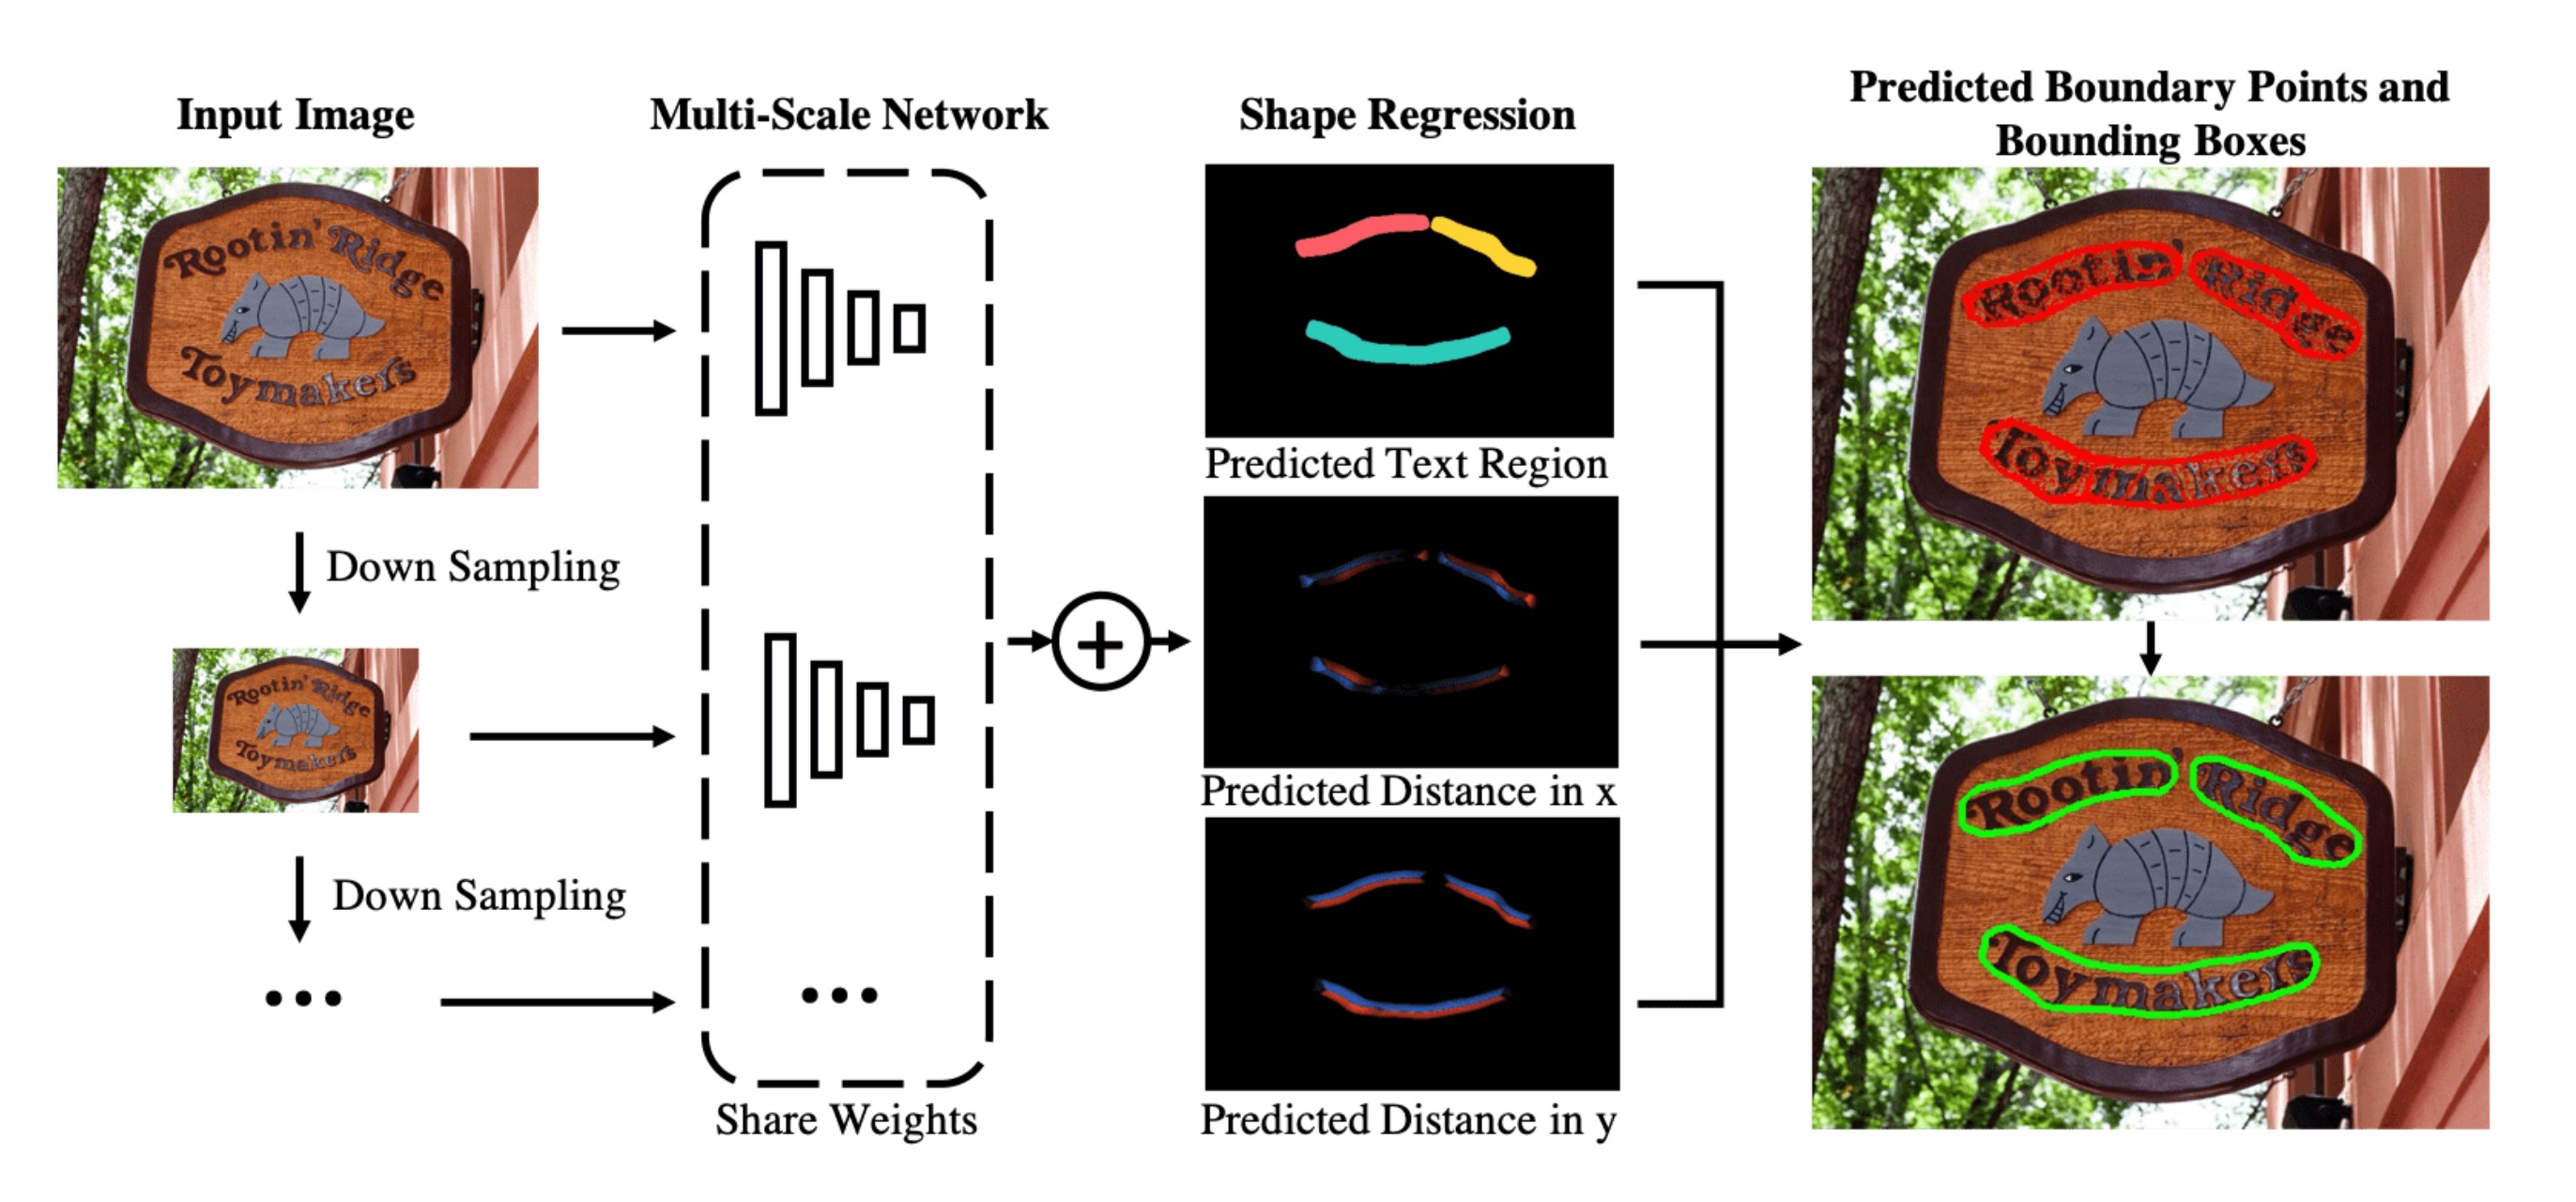 Input Image
Multi-Scale Network
Shape Regression
Predicted Boundary Points and
Bounding Boxes
Rootin' Ridge
Toymakers
Down Sampling
Rootin' Ridge
Toymakers
Down Sampling
Share Weights
Predicted Text Region
Predicted Distance in x
Predicted Distance in y
Rootin' Ridge
Toymakers
Rootin' Ridge
Toymakers